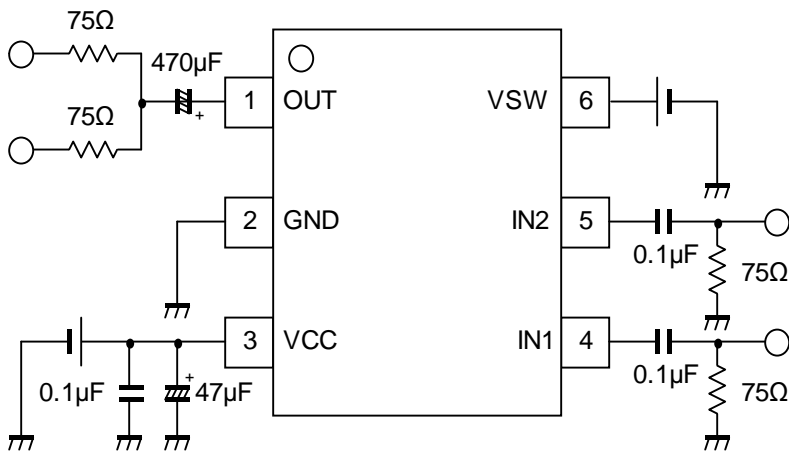 75Ω
470µF
+
75Ω
1 OUT
VSW 6
2 GND
IN2 5
0.1µF
75Ω
3 VCC
IN1 4
0.1µF
+
47µF
0.1µF
75Ω